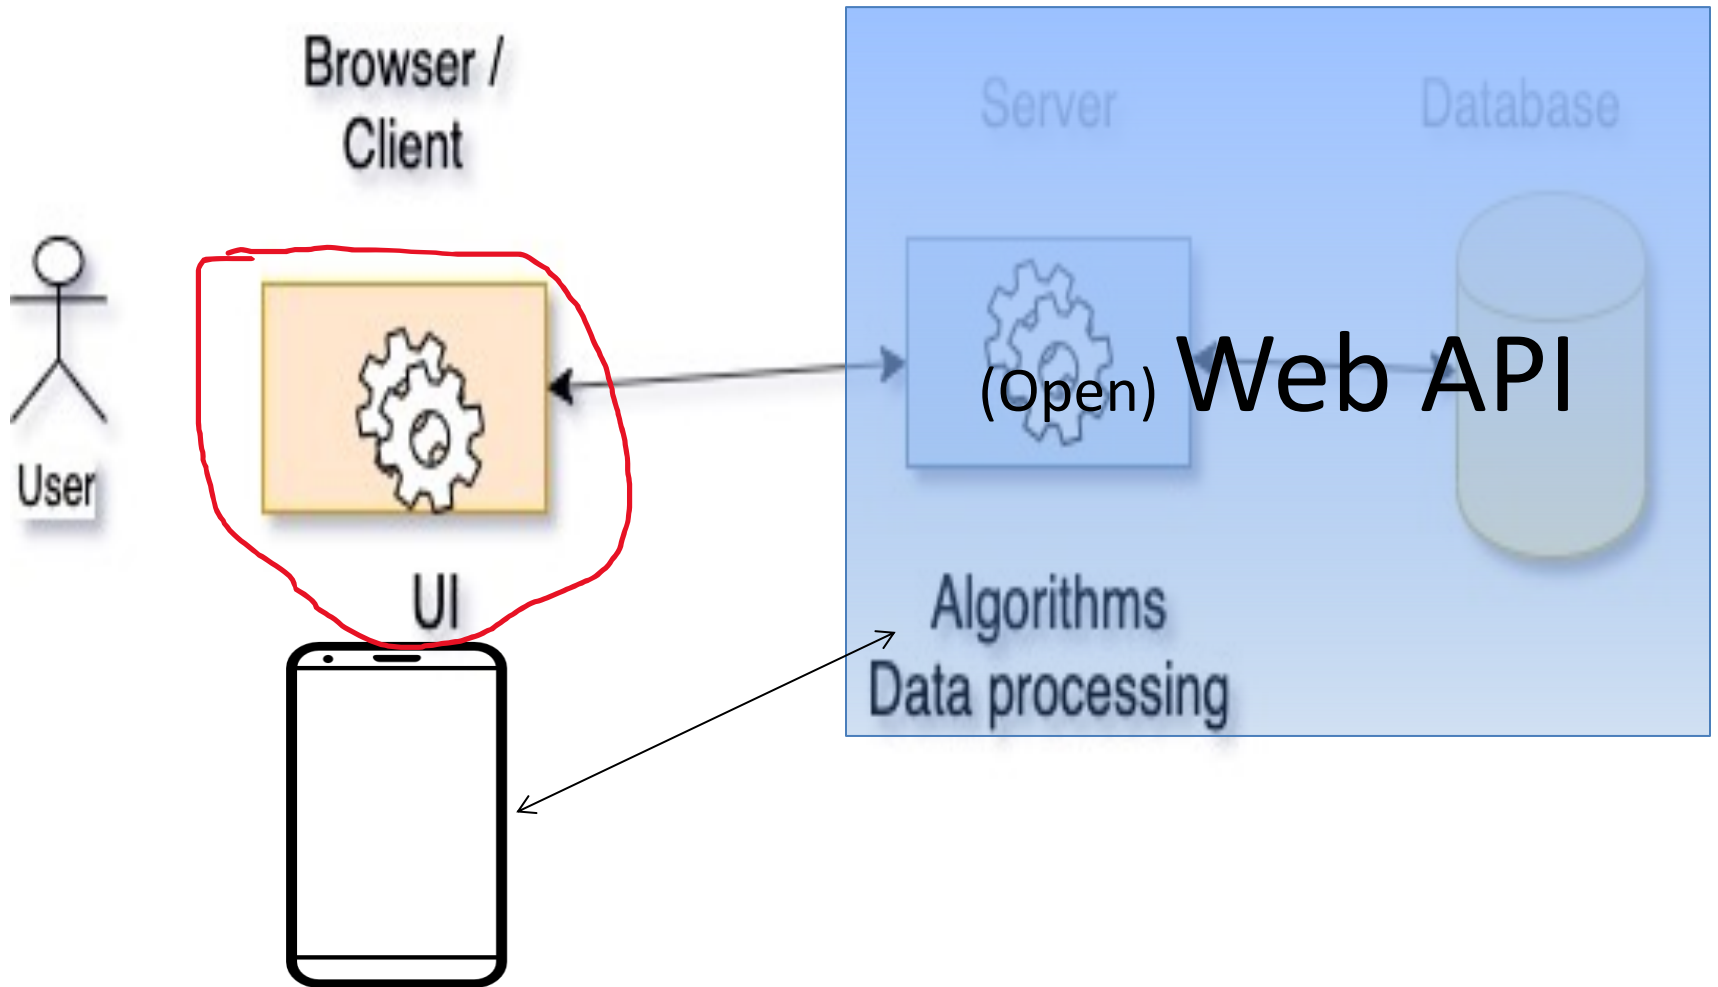 Browser /
Client
Server
Database
User
(Open) Web API
UI
Algorithms
Data processing